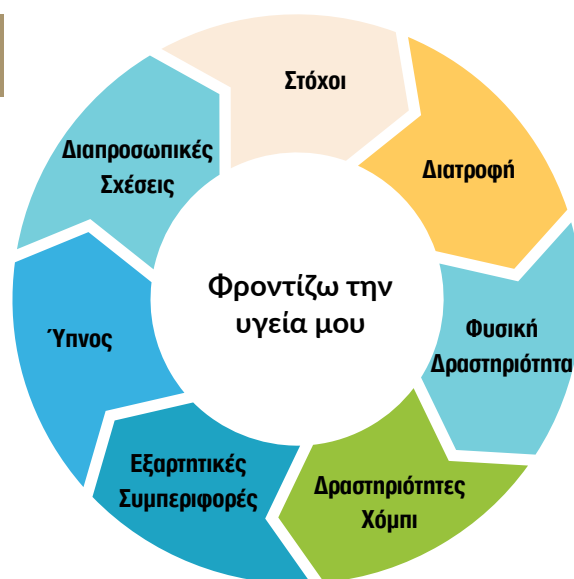 Στόχοι
Διατροφή
Φυσική
Δραστηριότητα
Δραστηριότητες
Χόμπι
Εξαρτητικές
Συμπεριφορές
Ύπνος
Διαπροσωπικές
Σχέσεις
Φροντίζω την
υγεία μου